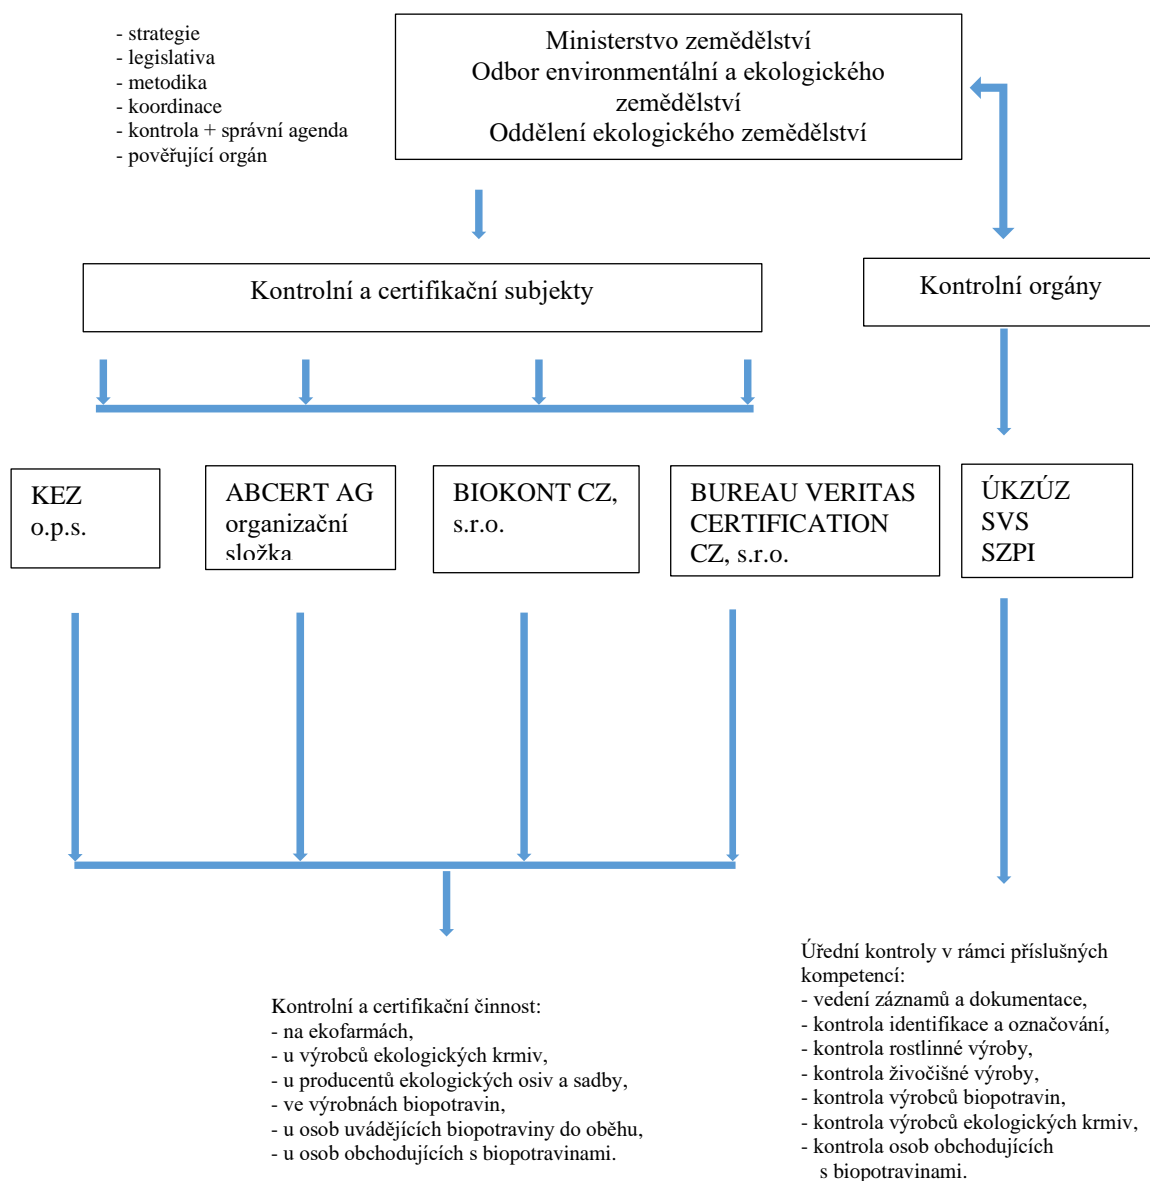 - strategie
- legislativa
- metodika
- koordinace
- kontrola + správní agenda
- pověřující orgán
Ministerstvo zemědělství
Odbor environmentální a ekologického
zemědělství
Oddělení ekologického zemědělství
Kontrolní a certifikační subjekty
Kontrolní orgány
KEZ
o.p.s.
ABCERT AG
organizační
složka
BIOKONT CZ,
s.r.o.
BUREAU VERITAS
CERTIFICATION
CZ, s.r.o.
ÚKZÚZ
SVS
SZPI
Kontrolní a certifikační činnost:
- na ekofarmách,
- u výrobců ekologických krmiv,
- u producentů ekologických osiv a sadby,
- ve výrobnách biopotravin,
- u osob uvádějících biopotraviny do oběhu,
- u osob obchodujících s biopotravinami.
Úřední kontroly v rámci příslušných
kompetencí:
- vedení záznamů a dokumentace,
- kontrola identifikace a označování,
- kontrola rostlinné výroby,
- kontrola živočišné výroby,
- kontrola výrobců biopotravin,
- kontrola výrobců ekologických krmiv,
- kontrola osob obchodujících
s biopotravinami.